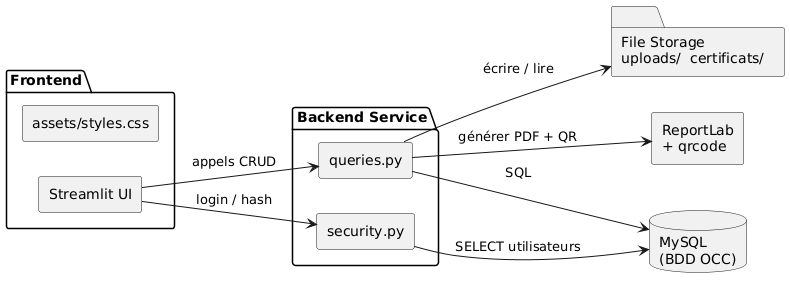 Frontend
assets/styles.css
Streamlit UI
appels CRUD
login / hash
Backend Service
queries.py
security.py
écrire / lire
générer PDF + QR
SQL
SELECT utilisateurs
File Storage
uploads/  certificats/
ReportLab
+ qrcode
MySQL
(BDD OCC)